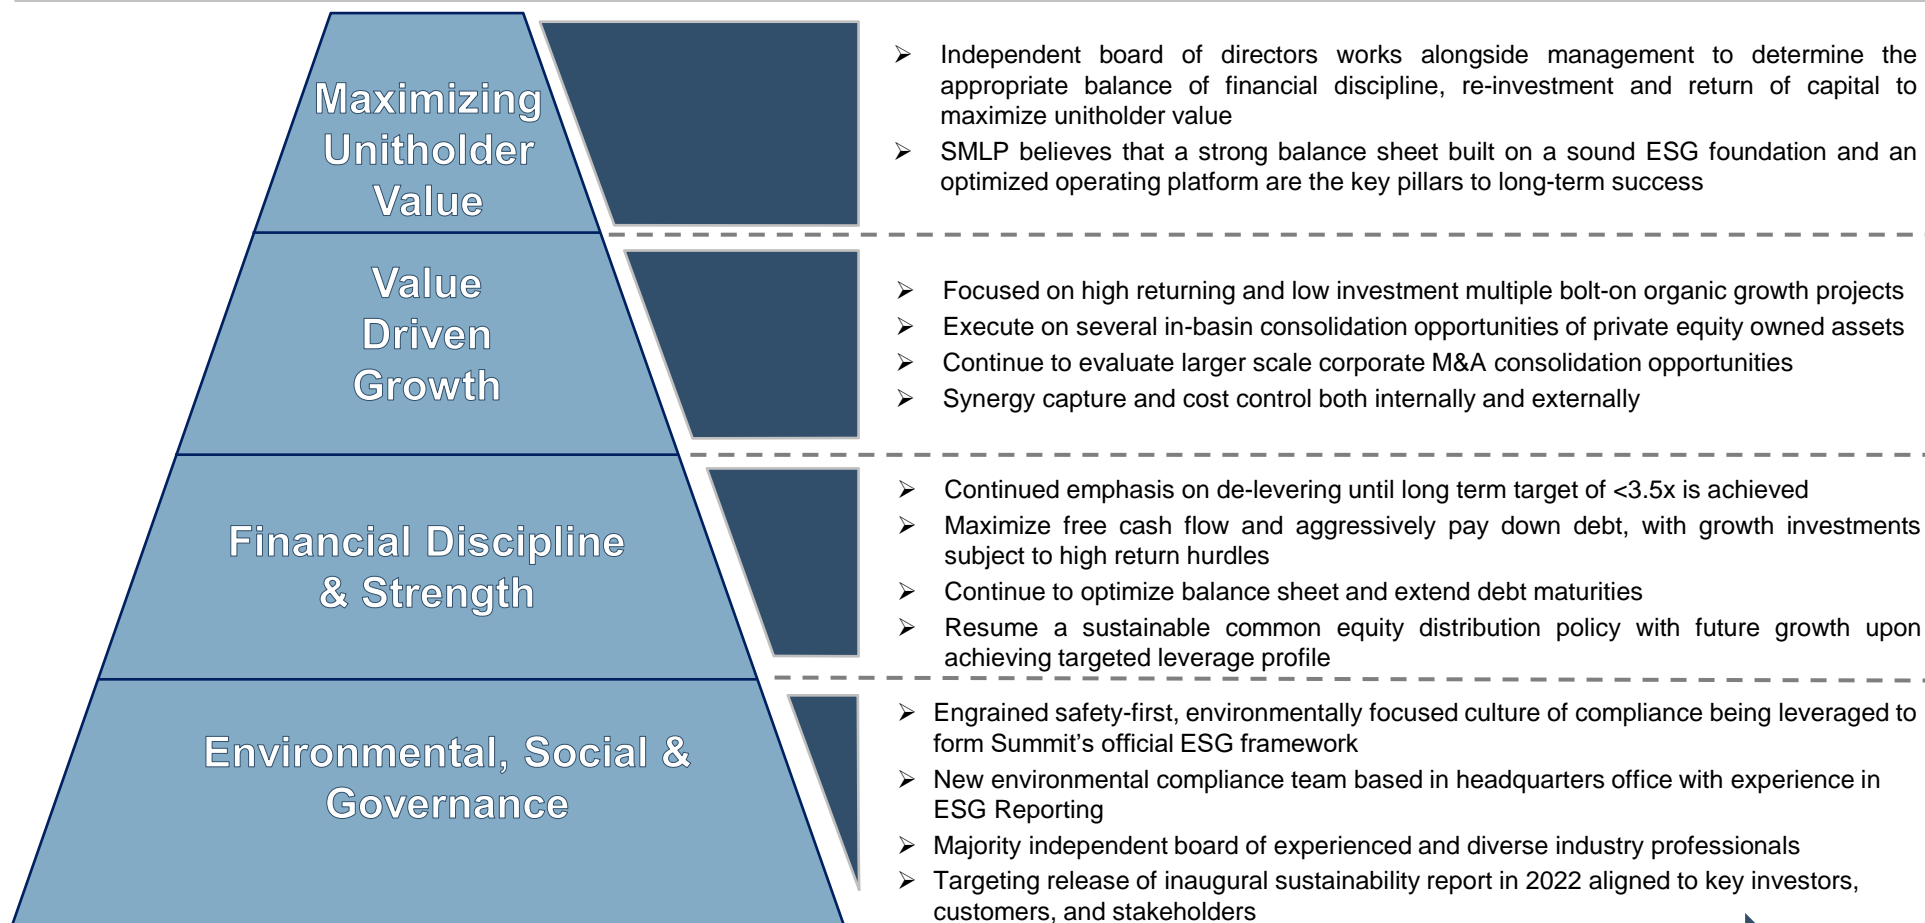 Maximizing
Unitholder
Value
➢ Independent board of directors works alongside management to determine the
appropriate balance of financial discipline, re-investment and return of capital to
maximize unitholder value
➢ SMLP believes that a strong balance sheet built on a sound ESG foundation and an
optimized operating platform are the key pillars to long-term success
Value
Driven
Growth
➢ Focused on high returning and low investment multiple bolt-on organic growth projects
➢ Execute on several in-basin consolidation opportunities of private equity owned assets
➢ Continue to evaluate larger scale corporate M&A consolidation opportunities
➢ Synergy capture and cost control both internally and externally
Financial Discipline
& Strength
➢ Continued emphasis on de-levering until long term target of <3.5x is achieved
➢ Maximize free cash flow and aggressively pay down debt, with growth investments
subject to high return hurdles
➢ Continue to optimize balance sheet and extend debt maturities
➢ Resume a sustainable common equity distribution policy with future growth upon
achieving targeted leverage profile
Environmental, Social &
Governance
➢ Engrained safety-first, environmentally focused culture of compliance being leveraged to
form Summit's official ESG framework
➢ New environmental compliance team based in headquarters office with experience in
ESG Reporting
➢ Majority independent board of experienced and diverse industry professionals
➢ Targeting release of inaugural sustainability report in 2022 aligned to key investors,
customers, and stakeholders